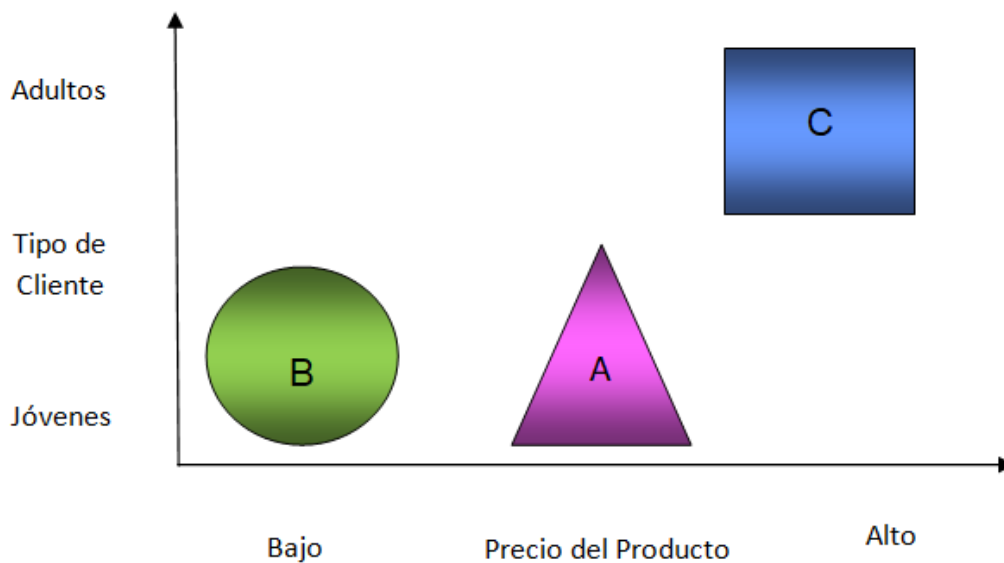 Adultos
C
Tipo de
Cliente
B
A
Jóvenes
Bajo
Precio del Producto
Alto